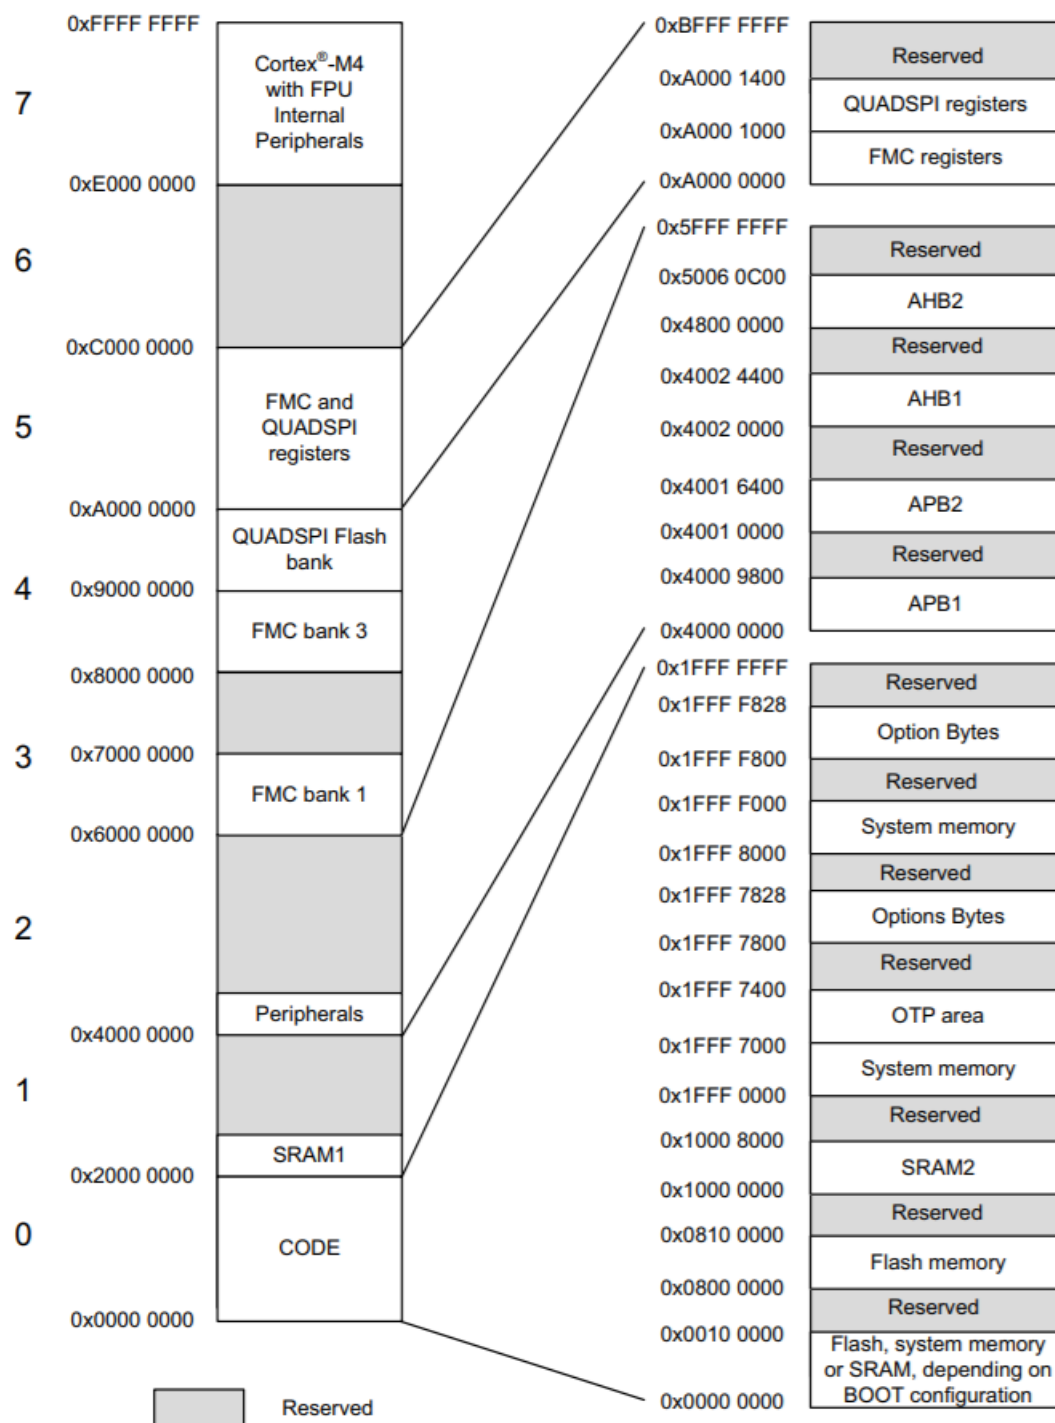 0xFFFF FFFF
7
Cortex®-M4
with FPU
Internal
Peripherals
0xE000 0000
6
0xC000 0000
5
FMC and
QUADSPI
registers
0xA000 0000
QUADSPI Flash
bank
4
0x9000 0000
FMC bank 3
0x8000 0000
3
0x7000 0000
FMC bank 1
0x6000 0000
2
Peripherals
0x4000 0000
1
SRAM1
0x2000 0000
0
CODE
0x0000 0000
Reserved
0xBFFF FFFF
Reserved
0xA000 1400
QUADSPI registers
0xA000 1000
FMC registers
0xA000 0000
0x5FFF FFFF
Reserved
0x5006 0C00
AHB2
0x4800 0000
Reserved
0x4002 4400
AHB1
0x4002 0000
Reserved
0x4001 6400
APB2
0x4001 0000
Reserved
0x4000 9800
APB1
0x4000 0000
0x1FFF FFFF
Reserved
0x1FFF F828
Option Bytes
0x1FFF F800
Reserved
0x1FFF F000
System memory
0x1FFF 8000
Reserved
0x1FFF 7828
Options Bytes
0x1FFF 7800
Reserved
0x1FFF 7400
OTP area
0x1FFF 7000
System memory
0x1FFF 0000
Reserved
0x1000 8000
SRAM2
0x1000 0000
Reserved
0x0810 0000
Flash memory
0x0800 0000
Reserved
0x0010 0000
Flash, system memory
or SRAM, depending on
BOOT configuration
0x0000 0000